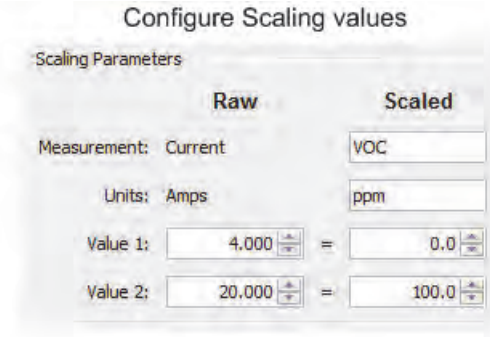 Configure Scaling values
Scaling Parameters
Raw Scaled
Measurement: Current VOC
Units: Amps ppm
Value 1: 4.000 = 0.0
Value 2: 20.000 = 100.0